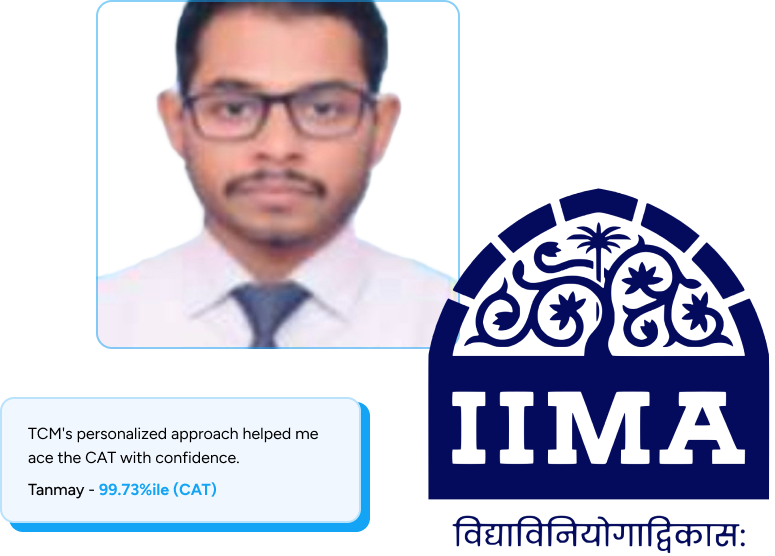 TCM's personalized approach helped me
ace the CAT with confidence.
Tanmay - 99.73%ile (CAT)
IIMA
विद्याविनियोगाद्विकास: